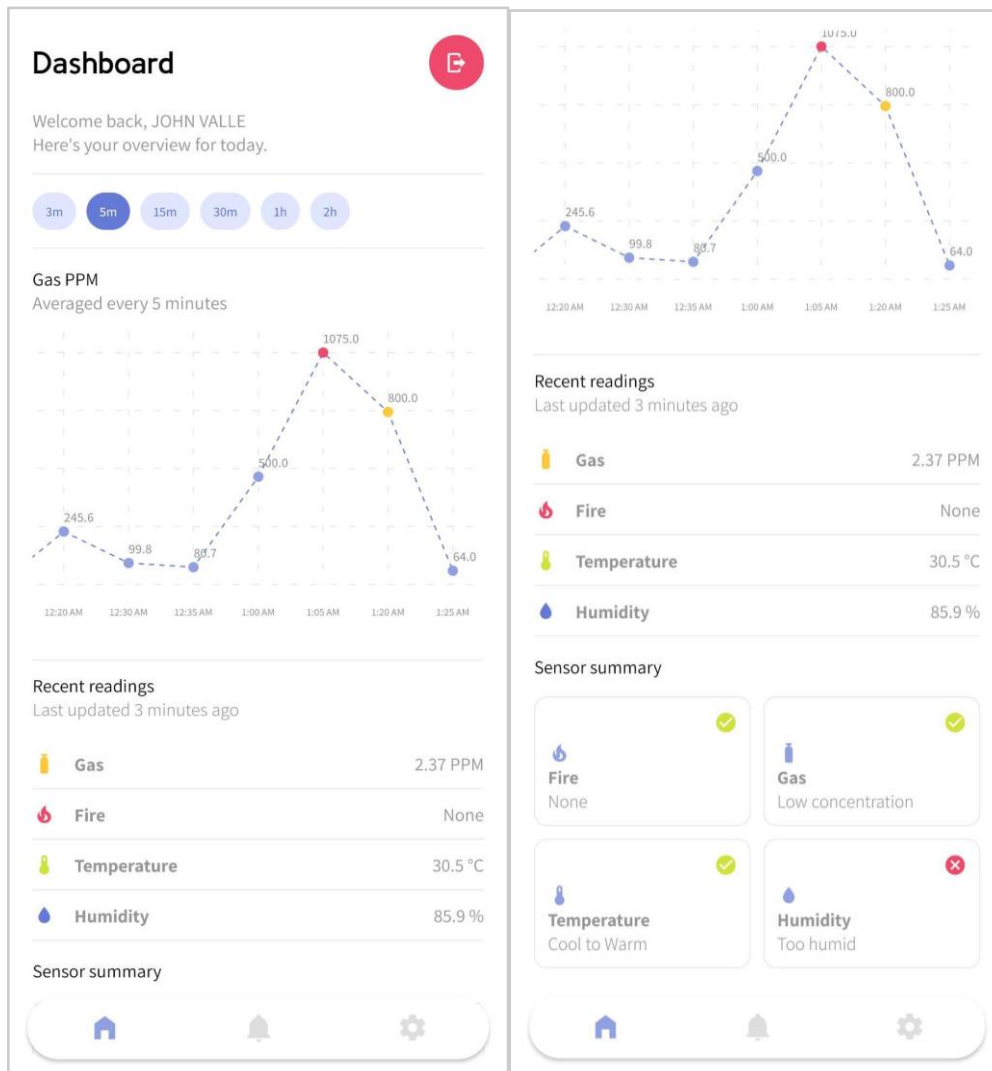 Dashboard
Welcome back, JOHN VALLE
Here's your overview for today.
3m 5m 15m 30m 1h 2h
Gas PPM
Averaged every 5 minutes
1075.0
800.0
500.0
245.6
99.8
80.7
64.0
12:20 AM 12:30 AM 12:35 AM 1:00 AM 1:05 AM 1:20 AM 1:25 AM
Recent readings
Last updated 3 minutes ago
Gas 2.37 PPM
Fire None
Temperature 30.5 °C
Humidity 85.9 %
Sensor summary
1075.0
800.0
500.0
245.6
99.8
80.7
64.0
12:20 AM 12:30 AM 12:35 AM 1:00 AM 1:05 AM 1:20 AM 1:25 AM
Recent readings
Last updated 3 minutes ago
Gas 2.37 PPM
Fire None
Temperature 30.5 °C
Humidity 85.9 %
Sensor summary
Fire
None
Gas
Low concentration
Temperature
Cool to Warm
Humidity
Too humid